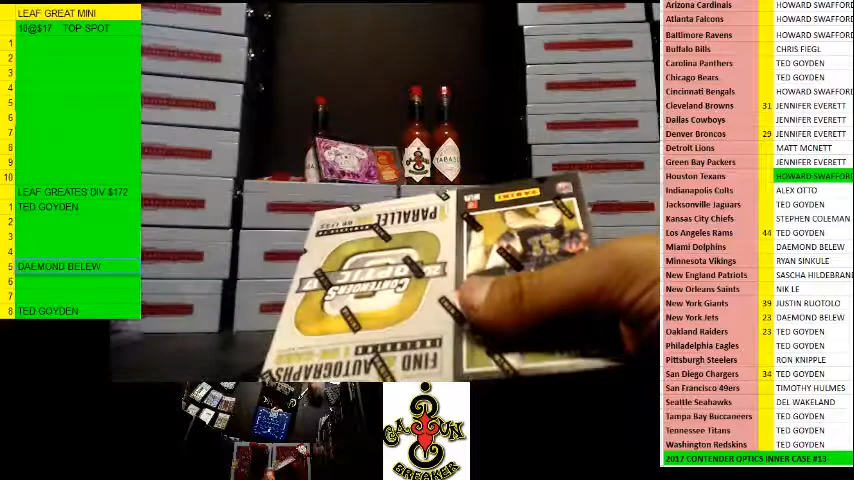 LEAF GREAT MINI
10@$17 TOP SPOT
1
2
3
4
5
6
7
8
9
10
LEAF GREATES DIV $172
1 TED GOYDEN
2
3
4
5 DAEMOND BELEW
6
7
8 TED GOYDEN
PARALLEL
CONTENDERS
OPTIC
FIND
AUTOGRAPHS
PANINI
TABASCO
CAJUN
BREAKER
Arizona Cardinals HOWARD SWAFFORD
Atlanta Falcons HOWARD SWAFFORD
Baltimore Ravens HOWARD SWAFFORD
Buffalo Bills CHRIS FIEGL
Carolina Panthers TED GOYDEN
Chicago Bears TED GOYDEN
Cincinnati Bengals HOWARD SWAFFORD
Cleveland Browns 31 JENNIFER EVERETT
Dallas Cowboys JENNIFER EVERETT
Denver Broncos 29 JENNIFER EVERETT
Detroit Lions MATT MCNETT
Green Bay Packers JENNIFER EVERETT
Houston Texans HOWARD SWAFFORD
Indianapolis Colts ALEX OTTO
Jacksonville Jaguars TED GOYDEN
Kansas City Chiefs STEPHEN COLEMAN
Los Angeles Rams 44 TED GOYDEN
Miami Dolphins DAEMOND BELEW
Minnesota Vikings RYAN SINKULE
New England Patriots SASCHA HILDEBRAN
New Orleans Saints NIK LE
New York Giants 39 JUSTIN RUOTOLO
New York Jets 23 DAEMOND BELEW
Oakland Raiders 23 TED GOYDEN
Philadelphia Eagles TED GOYDEN
Pittsburgh Steelers RON KNIPPLE
San Diego Chargers 34 TED GOYDEN
San Francisco 49ers TIMOTHY HULMES
Seattle Seahawks DEL WAKELAND
Tampa Bay Buccaneers TED GOYDEN
Tennessee Titans TED GOYDEN
Washington Redskins TED GOYDEN
2017 CONTENDER OPTICS INNER CASE #13